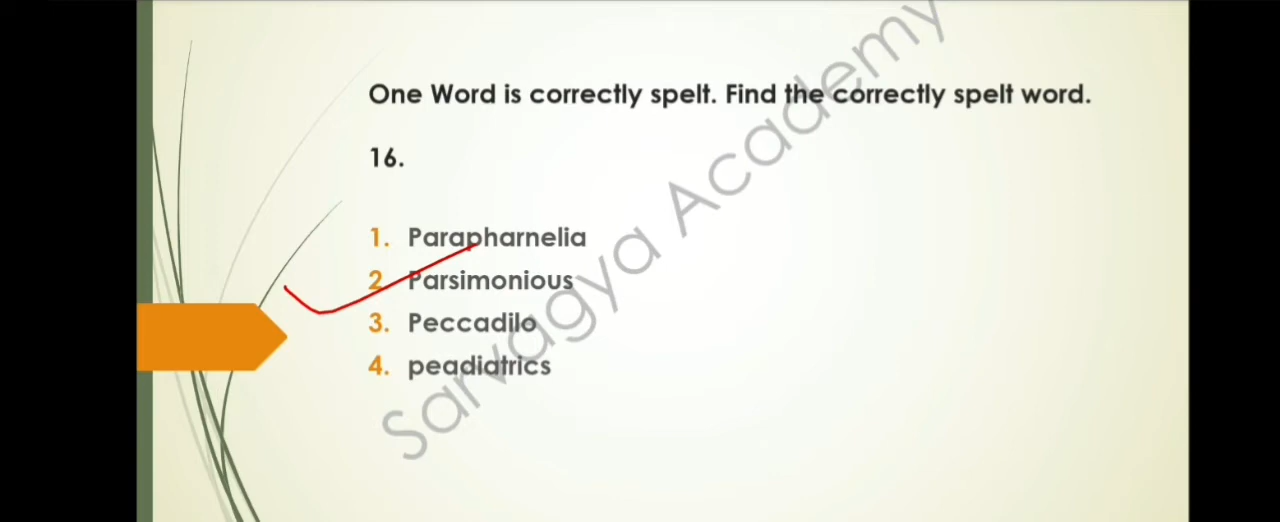 One Word is correctly spelt. Find the correctly spelt word.
16.
1. Parapharnelia
2. Parsimonious
3. Peccadilo
4. peadiatrics
Sarvagya Academy